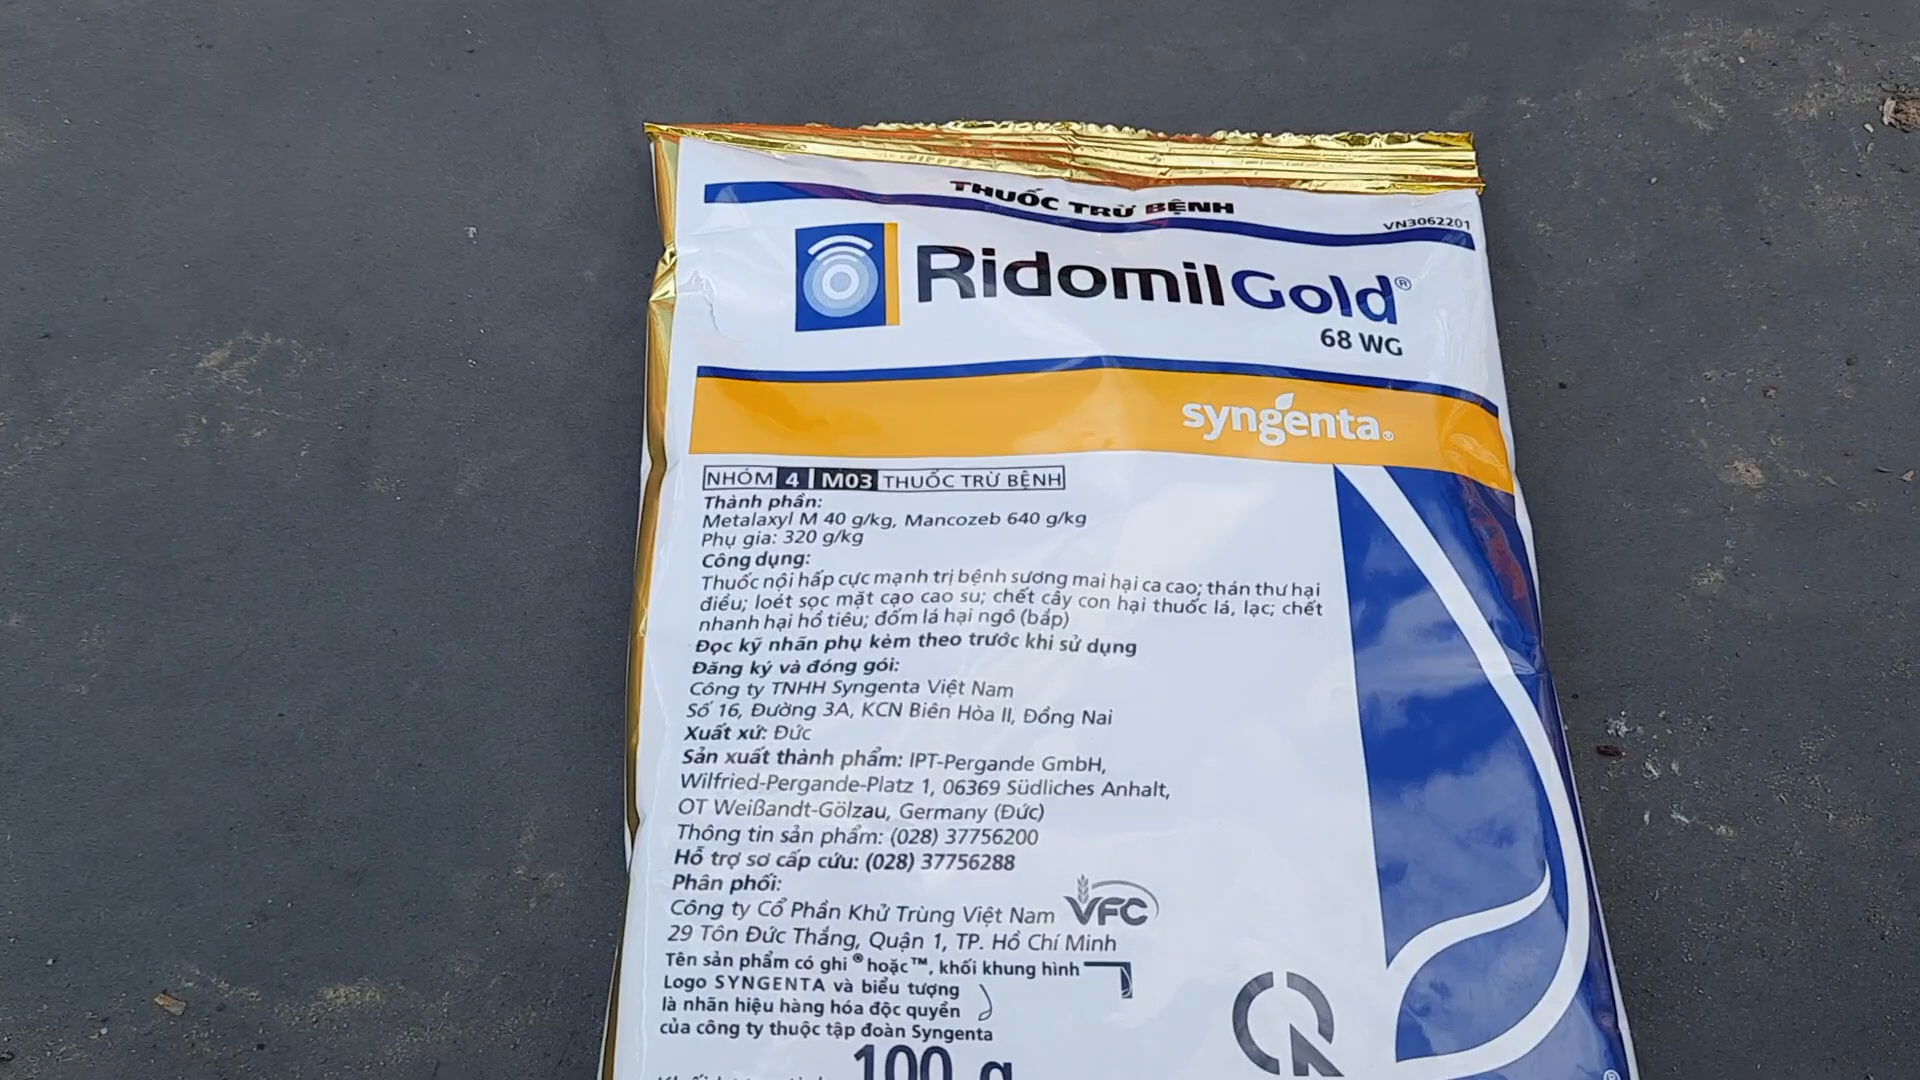 THUỐC TRỪ BỆNH
VN3062201
RidomilGold®
68 WG
syngenta®
NHÓM 4 M03 THUỐC TRỪ BỆNH
Thành phần:
Metalaxyl M 40 g/kg, Mancozeb 640 g/kg
Phụ gia: 320 g/kg
Công dụng:
Thuốc nội hấp cực mạnh trị bệnh sương mai hại ca cao; thán thư hại
điều; loét sọc mặt cạo cao su; chết cây con hại thuốc lá, lạc; chết
nhanh hại hồ tiêu; đốm lá hại ngô (bắp)
Đọc kỹ nhãn phụ kèm theo trước khi sử dụng
Đăng ký và đóng gói:
Công ty TNHH Syngenta Việt Nam
Số 16, Đường 3A, KCN Biên Hòa II, Đồng Nai
Xuất xứ: Đức
Sản xuất thành phẩm: IPT-Pergande GmbH,
Wilfried-Pergande-Platz 1, 06369 Südliches Anhalt,
OT Weißandt-Gölzau, Germany (Đức)
Thông tin sản phẩm: (028) 37756200
Hỗ trợ sơ cấp cứu: (028) 37756288
Phân phối:
Công ty Cổ Phần Khử Trùng Việt Nam VFC
29 Tôn Đức Thắng, Quận 1, TP. Hồ Chí Minh
Tên sản phẩm có ghi ® hoặc ™, khối khung hình
Logo SYNGENTA và biểu tượng
là nhãn hiệu hàng hóa độc quyền
của công ty thuộc tập đoàn Syngenta
100 g